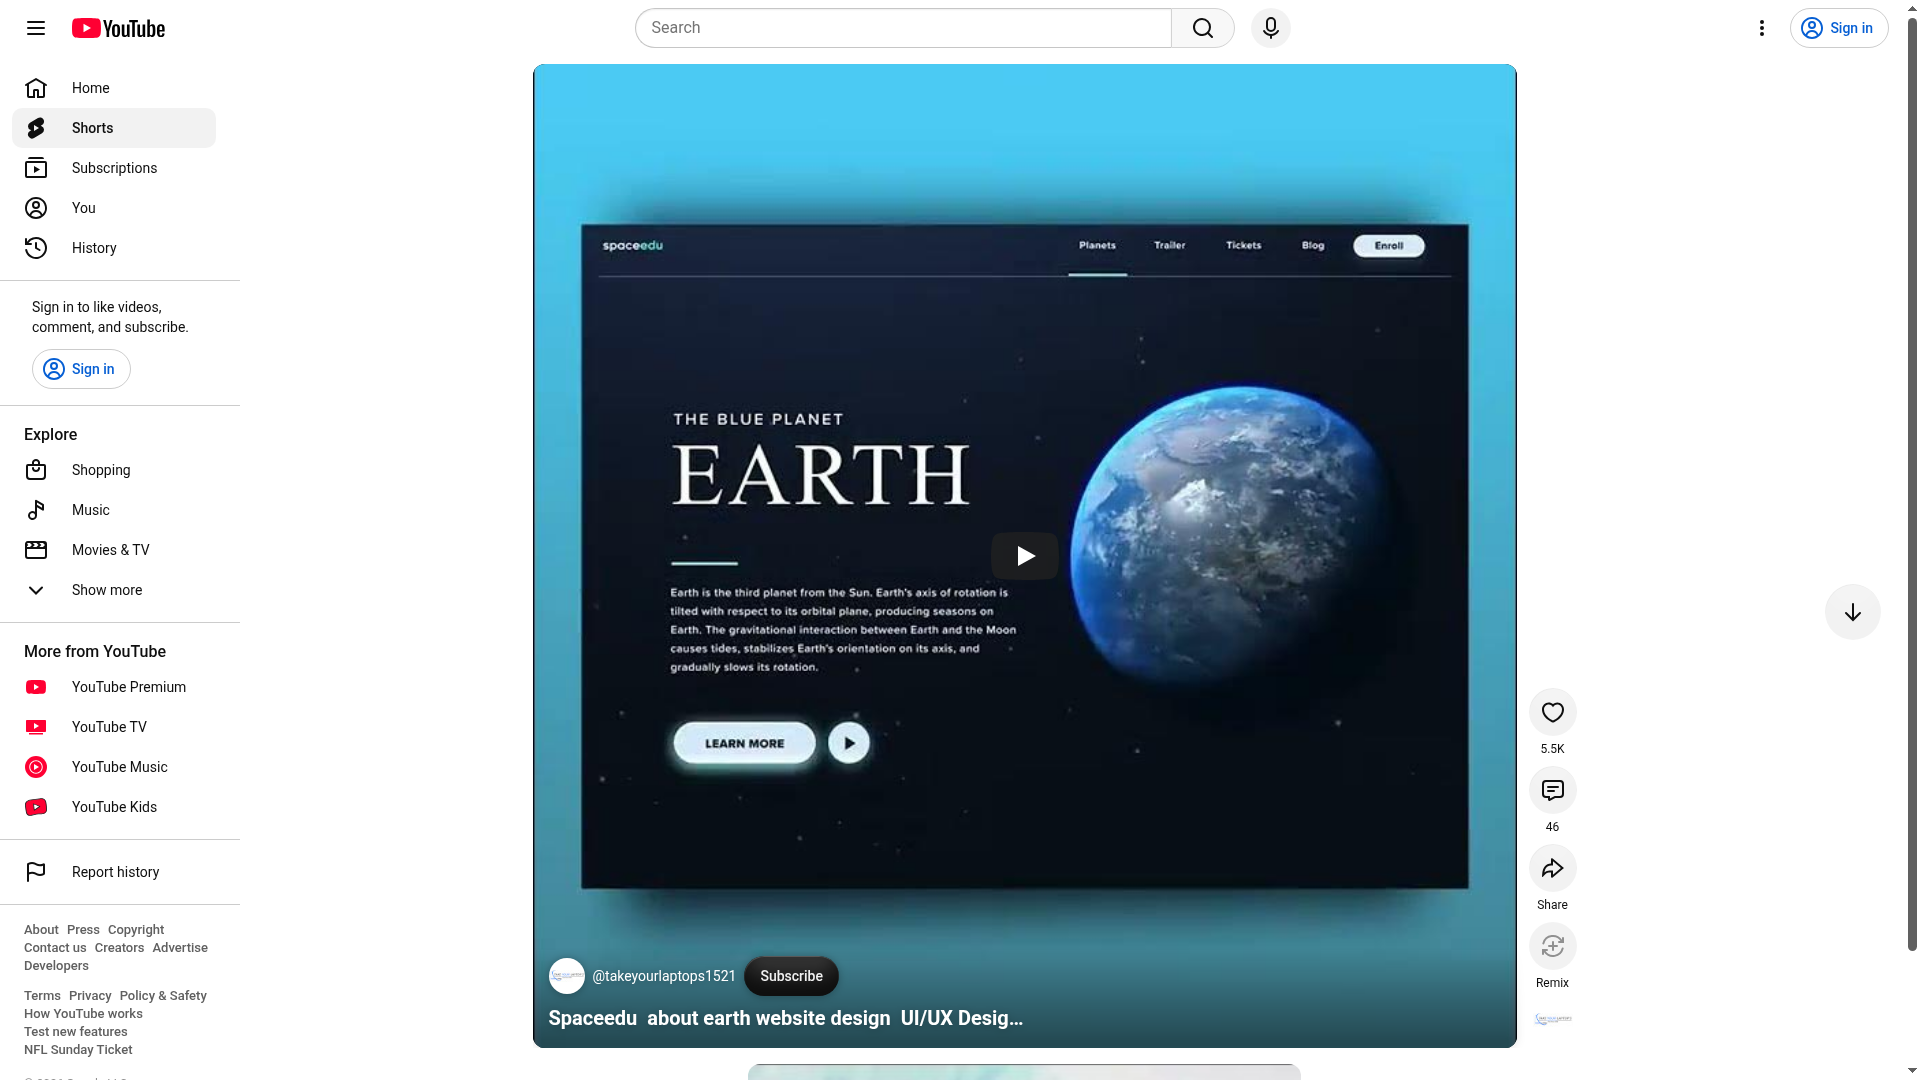 YouTube
Search
Sign in
Home
Shorts
Subscriptions
You
History
Sign in to like videos,
comment, and subscribe.
Sign in
Explore
Shopping
Music
Movies & TV
Show more
More from YouTube
YouTube Premium
YouTube TV
YouTube Music
YouTube Kids
Report history
About Press Copyright
Contact us Creators Advertise
Developers
Terms Privacy Policy & Safety
How YouTube works
Test new features
NFL Sunday Ticket
spaceedu
Planets Trailer Tickets Blog Enroll
THE BLUE PLANET
EARTH
Earth is the third planet from the Sun. Earth's axis of rotation is
tilted with respect to its orbital plane, producing seasons on
Earth. The gravitational interaction between Earth and the Moon
causes tides, stabilizes Earth's orientation on its axis, and
gradually slows its rotation.
LEARN MORE
@takeyourlaptops1521 Subscribe
Spaceedu about earth website design UI/UX Desig...
5.5K
46
Share
Remix